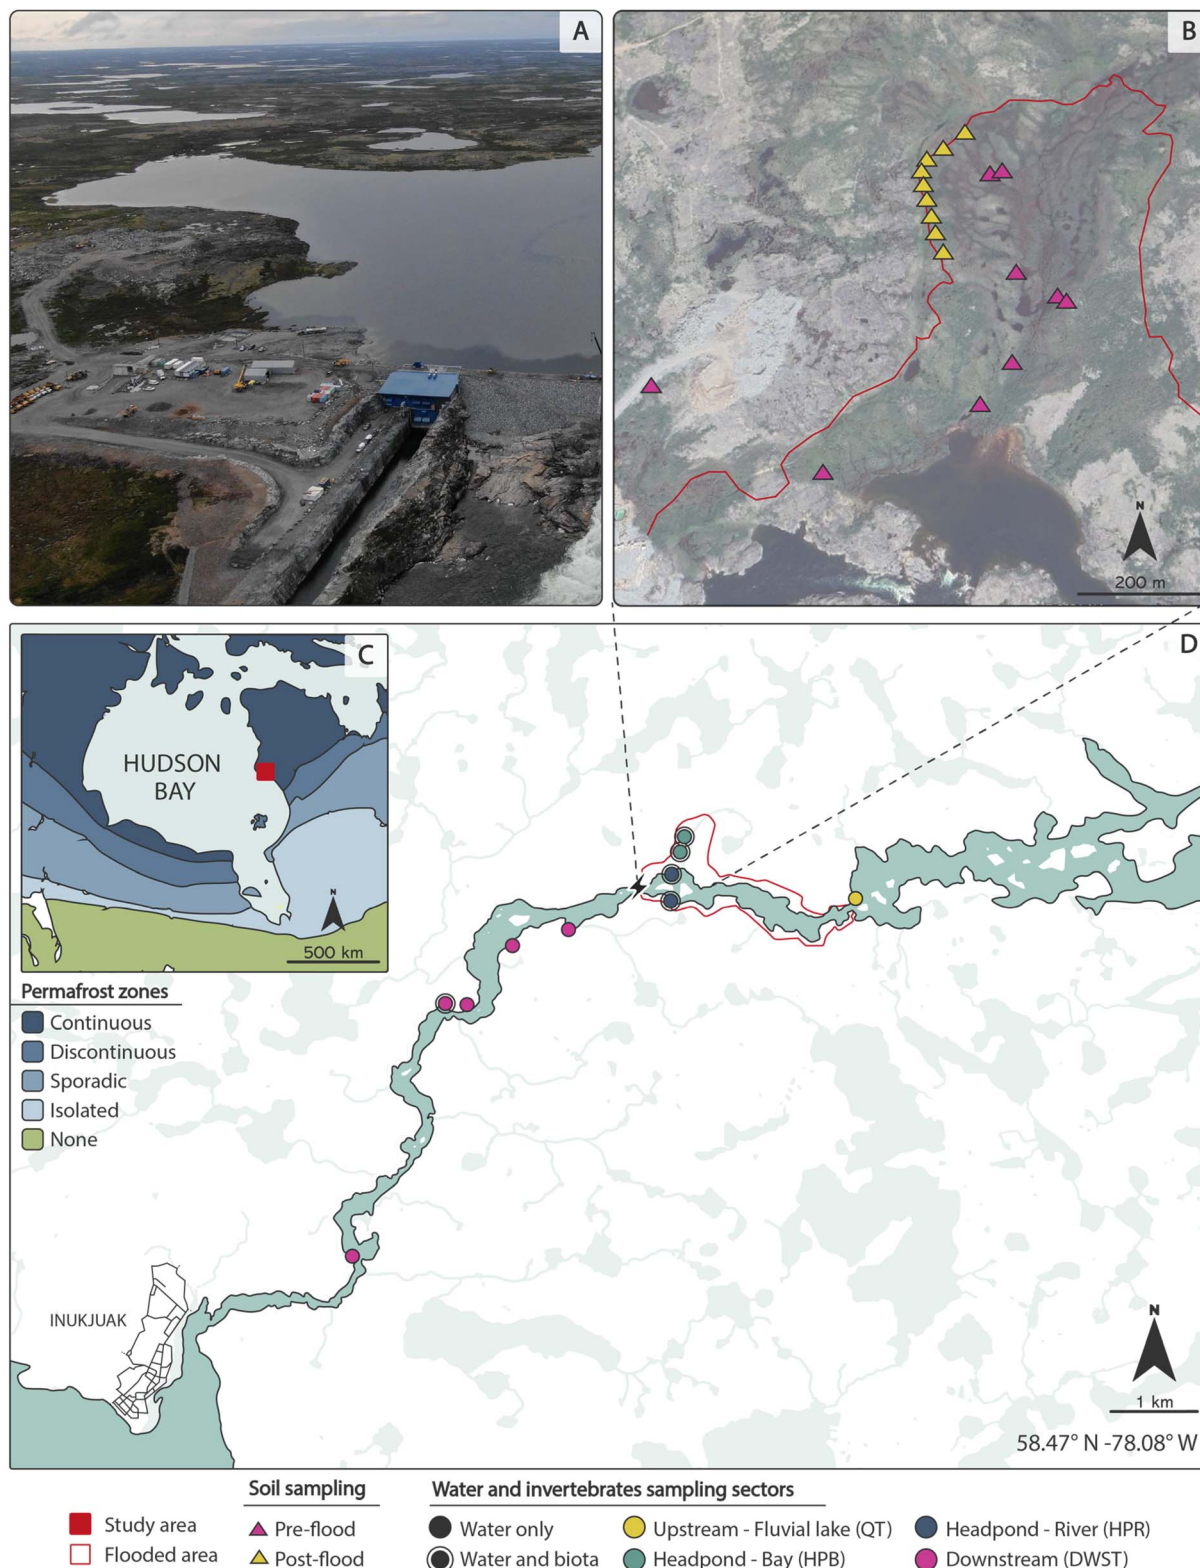 A
B
N
200 m
C
HUDSON
BAY
N
500 km
D
Permafrost zones
Continuous
Discontinuous
Sporadic
Isolated
None
INUKJUAK
N
1 km
58.47° N -78.08° W
Study area
Flooded area
Soil sampling
Pre-flood
Post-flood
Water and invertebrates sampling sectors
Water only
Water and biota
Upstream - Fluvial lake (QT)
Headpond - Bay (HPB)
Headpond - River (HPR)
Downstream (DWST)